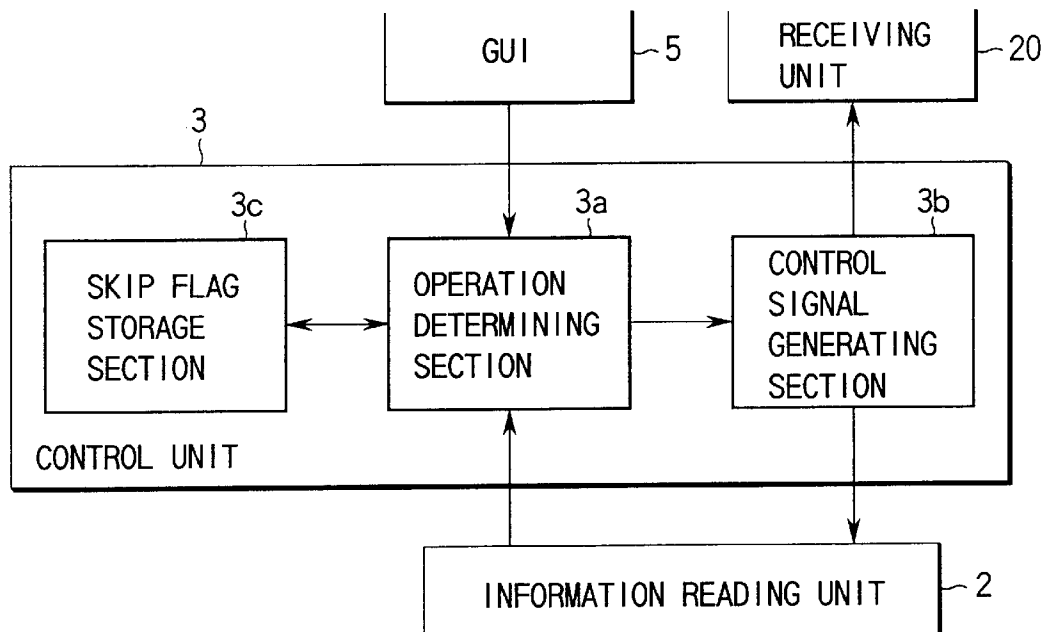 GUI
5
RECEIVING
UNIT
20
3
3c
SKIP FLAG
STORAGE
SECTION
3a
OPERATION
DETERMINING
SECTION
3b
CONTROL
SIGNAL
GENERATING
SECTION
CONTROL UNIT
INFORMATION READING UNIT
2